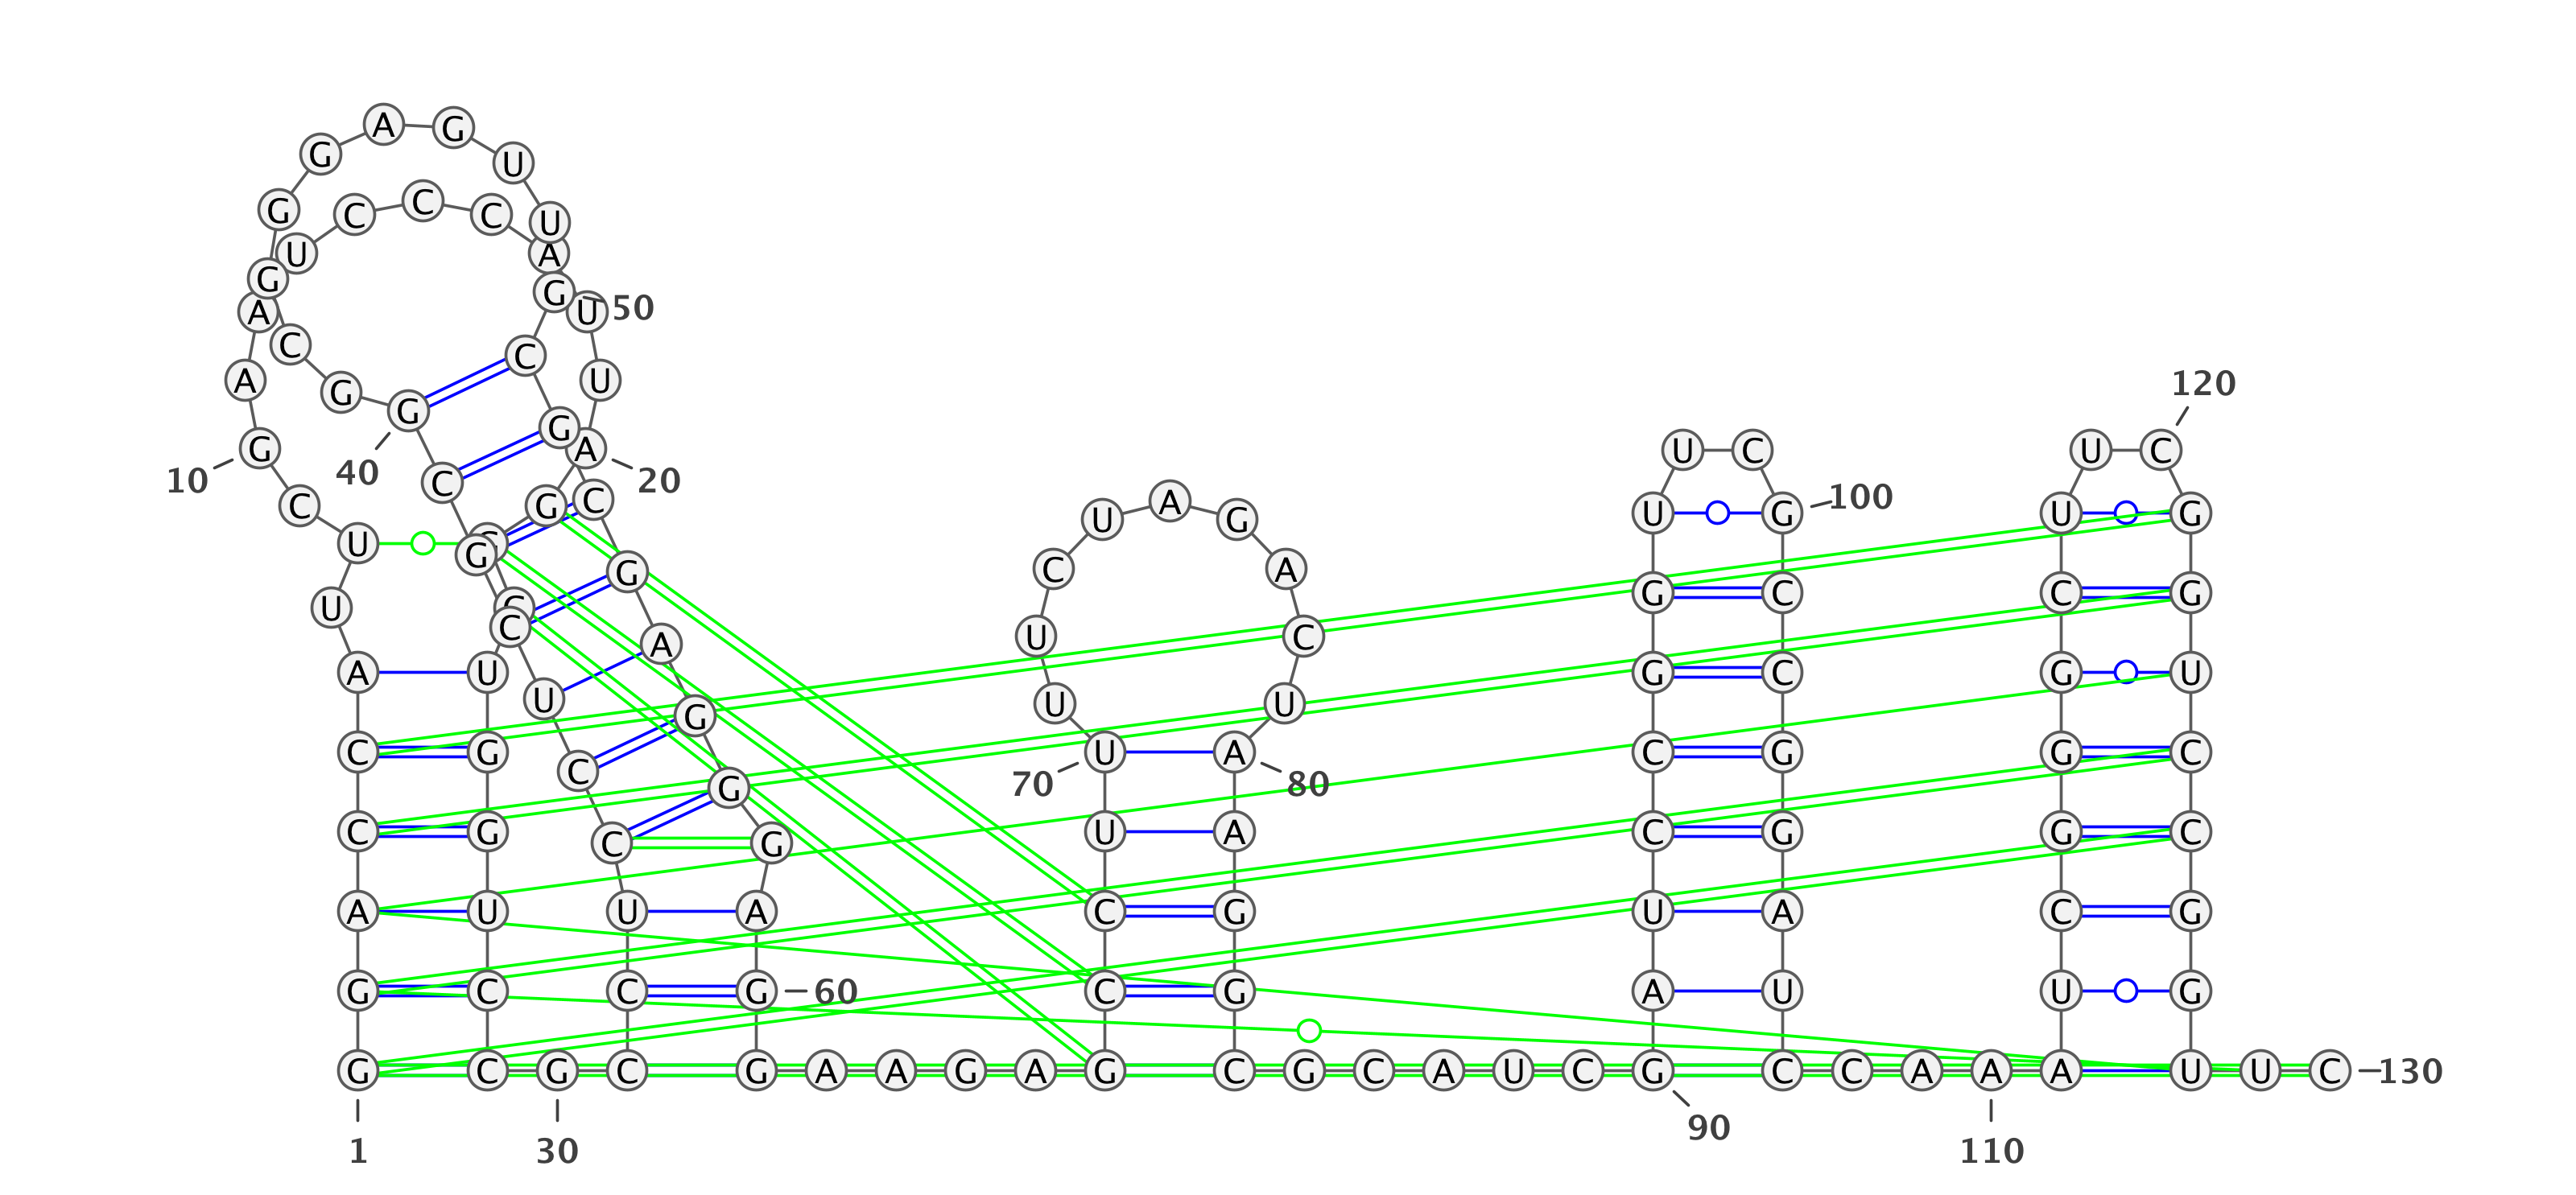 A G
G U
G C C C U
U A
G G
A U 50
C C
A G U 120
G G
G A U C U C
10 40 C 20
C G C A 100
U G U G U G
U G G
G C A
G C C G
U C
C U C
A
A U G C G U
U U U
G
C G U A C G G C
C 70 80
G
C G U A C G G C
C G
A U U A C G U A C G
G C C G 60 C G A U U G
G C G C G A A G A G C G C A U C G C C A A A U U C 130
90
1 30 110